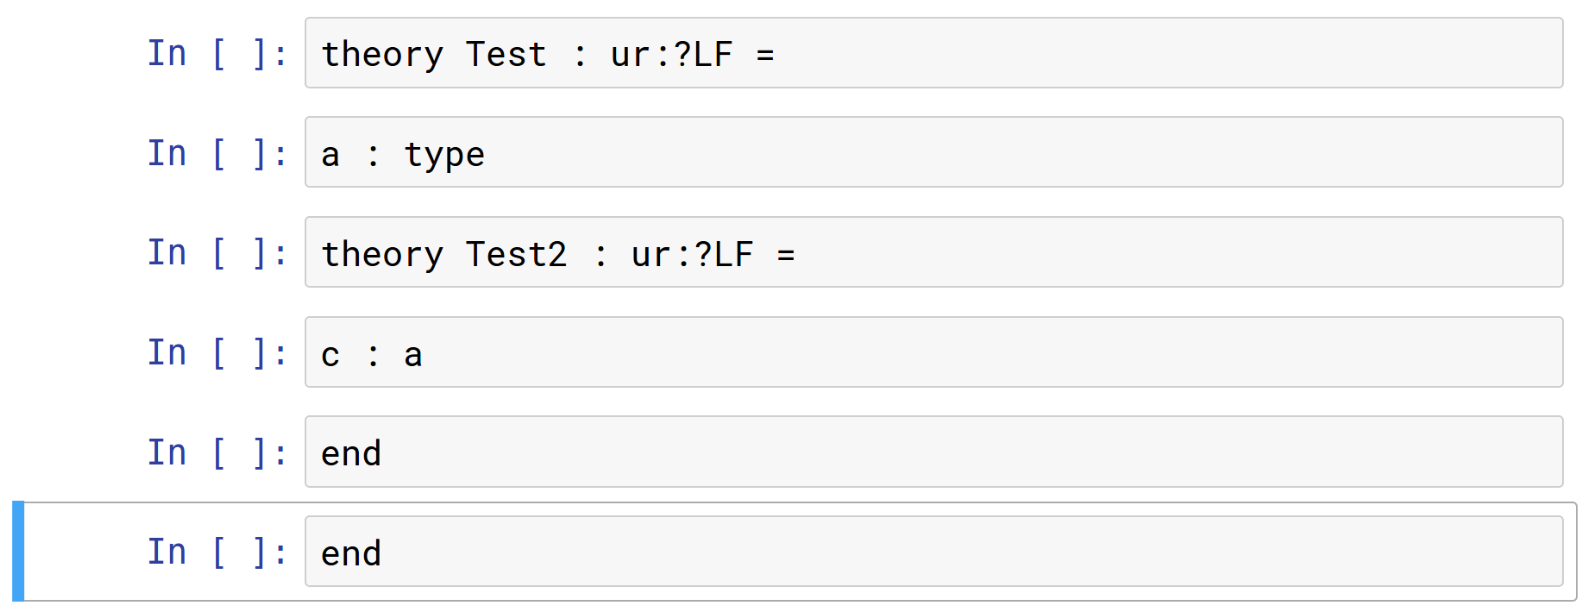 In [ ]: theory Test : ur:?LF =
In [ ]: a : type
In [ ]: theory Test2 : ur:?LF =
In [ ]: c : a
In [ ]: end
In [ ]: end